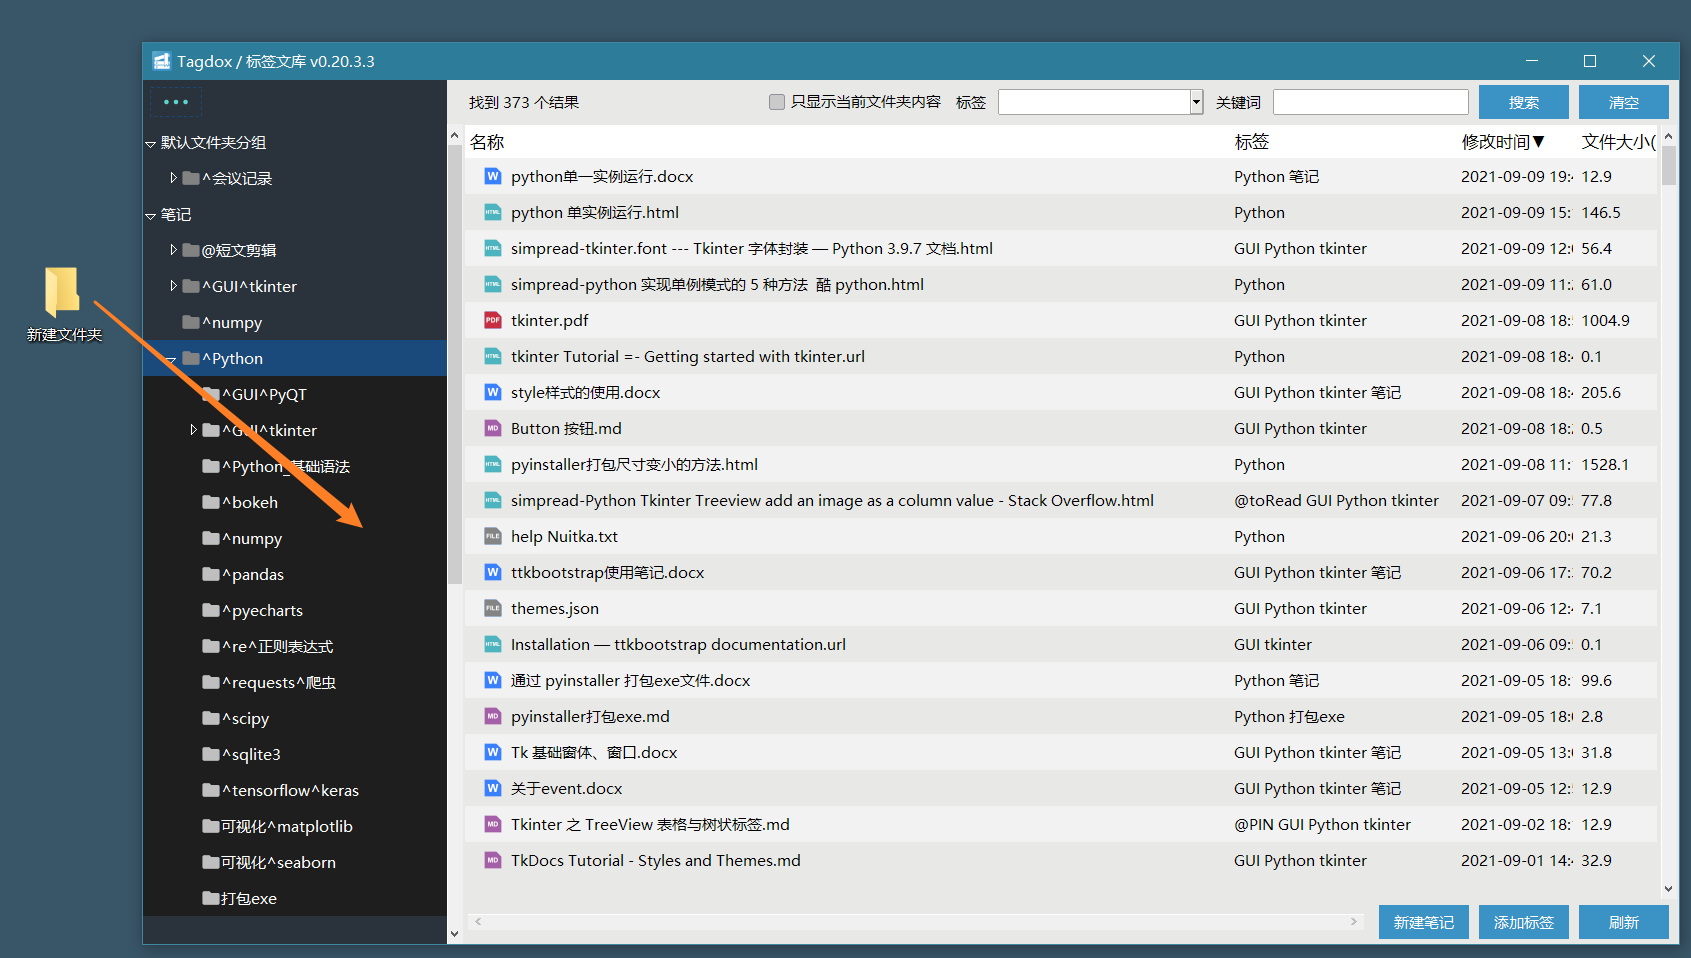 Tagdox / 标签文库 v0.20.3.3
新建文件夹
默认文件夹分组
^会议记录
笔记
@短文剪辑
^GUI^tkinter
^numpy
^Python
^GUI^PyQT
^GUI^tkinter
^Python_基础语法
^bokeh
^numpy
^pandas
^pyecharts
^re^正则表达式
^requests^爬虫
^scipy
^sqlite3
^tensorflow^keras
可视化^matplotlib
可视化^seaborn
打包exe
找到 373 个结果 只显示当前文件夹内容 标签 关键词 搜索 清空
名称 标签 修改时间▼ 文件大小(
W python单一实例运行.docx Python 笔记 2021-09-09 19: 12.9
HTML python 单实例运行.html Python 2021-09-09 15: 146.5
HTML simpread-tkinter.font --- Tkinter 字体封装 — Python 3.9.7 文档.html GUI Python tkinter 2021-09-09 12: 56.4
HTML simpread-python 实现单例模式的 5 种方法 酷 python.html Python 2021-09-09 11: 61.0
PDF tkinter.pdf GUI Python tkinter 2021-09-08 18: 1004.9
HTML tkinter Tutorial =- Getting started with tkinter.url Python 2021-09-08 18: 0.1
W style样式的使用.docx GUI Python tkinter 笔记 2021-09-08 18: 205.6
MD Button 按钮.md GUI Python tkinter 2021-09-08 18: 0.5
HTML pyinstaller打包尺寸变小的方法.html Python 2021-09-08 11: 1528.1
HTML simpread-Python Tkinter Treeview add an image as a column value - Stack Overflow.html @toRead GUI Python tkinter 2021-09-07 09: 77.8
FILE help Nuitka.txt Python 2021-09-06 20: 21.3
W ttkbootstrap使用笔记.docx GUI Python tkinter 笔记 2021-09-06 17: 70.2
FILE themes.json GUI Python tkinter 2021-09-06 12: 7.1
HTML Installation — ttkbootstrap documentation.url GUI tkinter 2021-09-06 09: 0.1
W 通过 pyinstaller 打包exe文件.docx Python 笔记 2021-09-05 18: 99.6
MD pyinstaller打包exe.md Python 打包exe 2021-09-05 18: 2.8
W Tk 基础窗体、窗口.docx GUI Python tkinter 笔记 2021-09-05 13: 31.8
W 关于event.docx GUI Python tkinter 笔记 2021-09-05 12: 12.9
MD Tkinter 之 TreeView 表格与树状标签.md @PIN GUI Python tkinter 2021-09-02 18: 12.9
MD TkDocs Tutorial - Styles and Themes.md GUI Python tkinter 2021-09-01 14: 32.9
新建笔记 添加标签 刷新